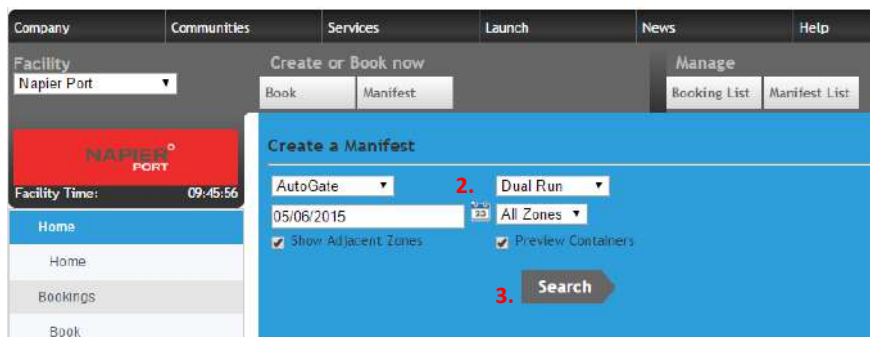 Company Communities Services Launch News Help
Facility Create or Book now Manage
Napier Port Book Manifest Booking List Manifest List
NAPIER
PORT
Create a Manifest
Facility Time: 09:45:56
AutoGate 2. Dual Run
05/06/2015 23 All Zones
Show Adjacent Zones Preview Containers
3. Search
Home
Home
Bookings
Book